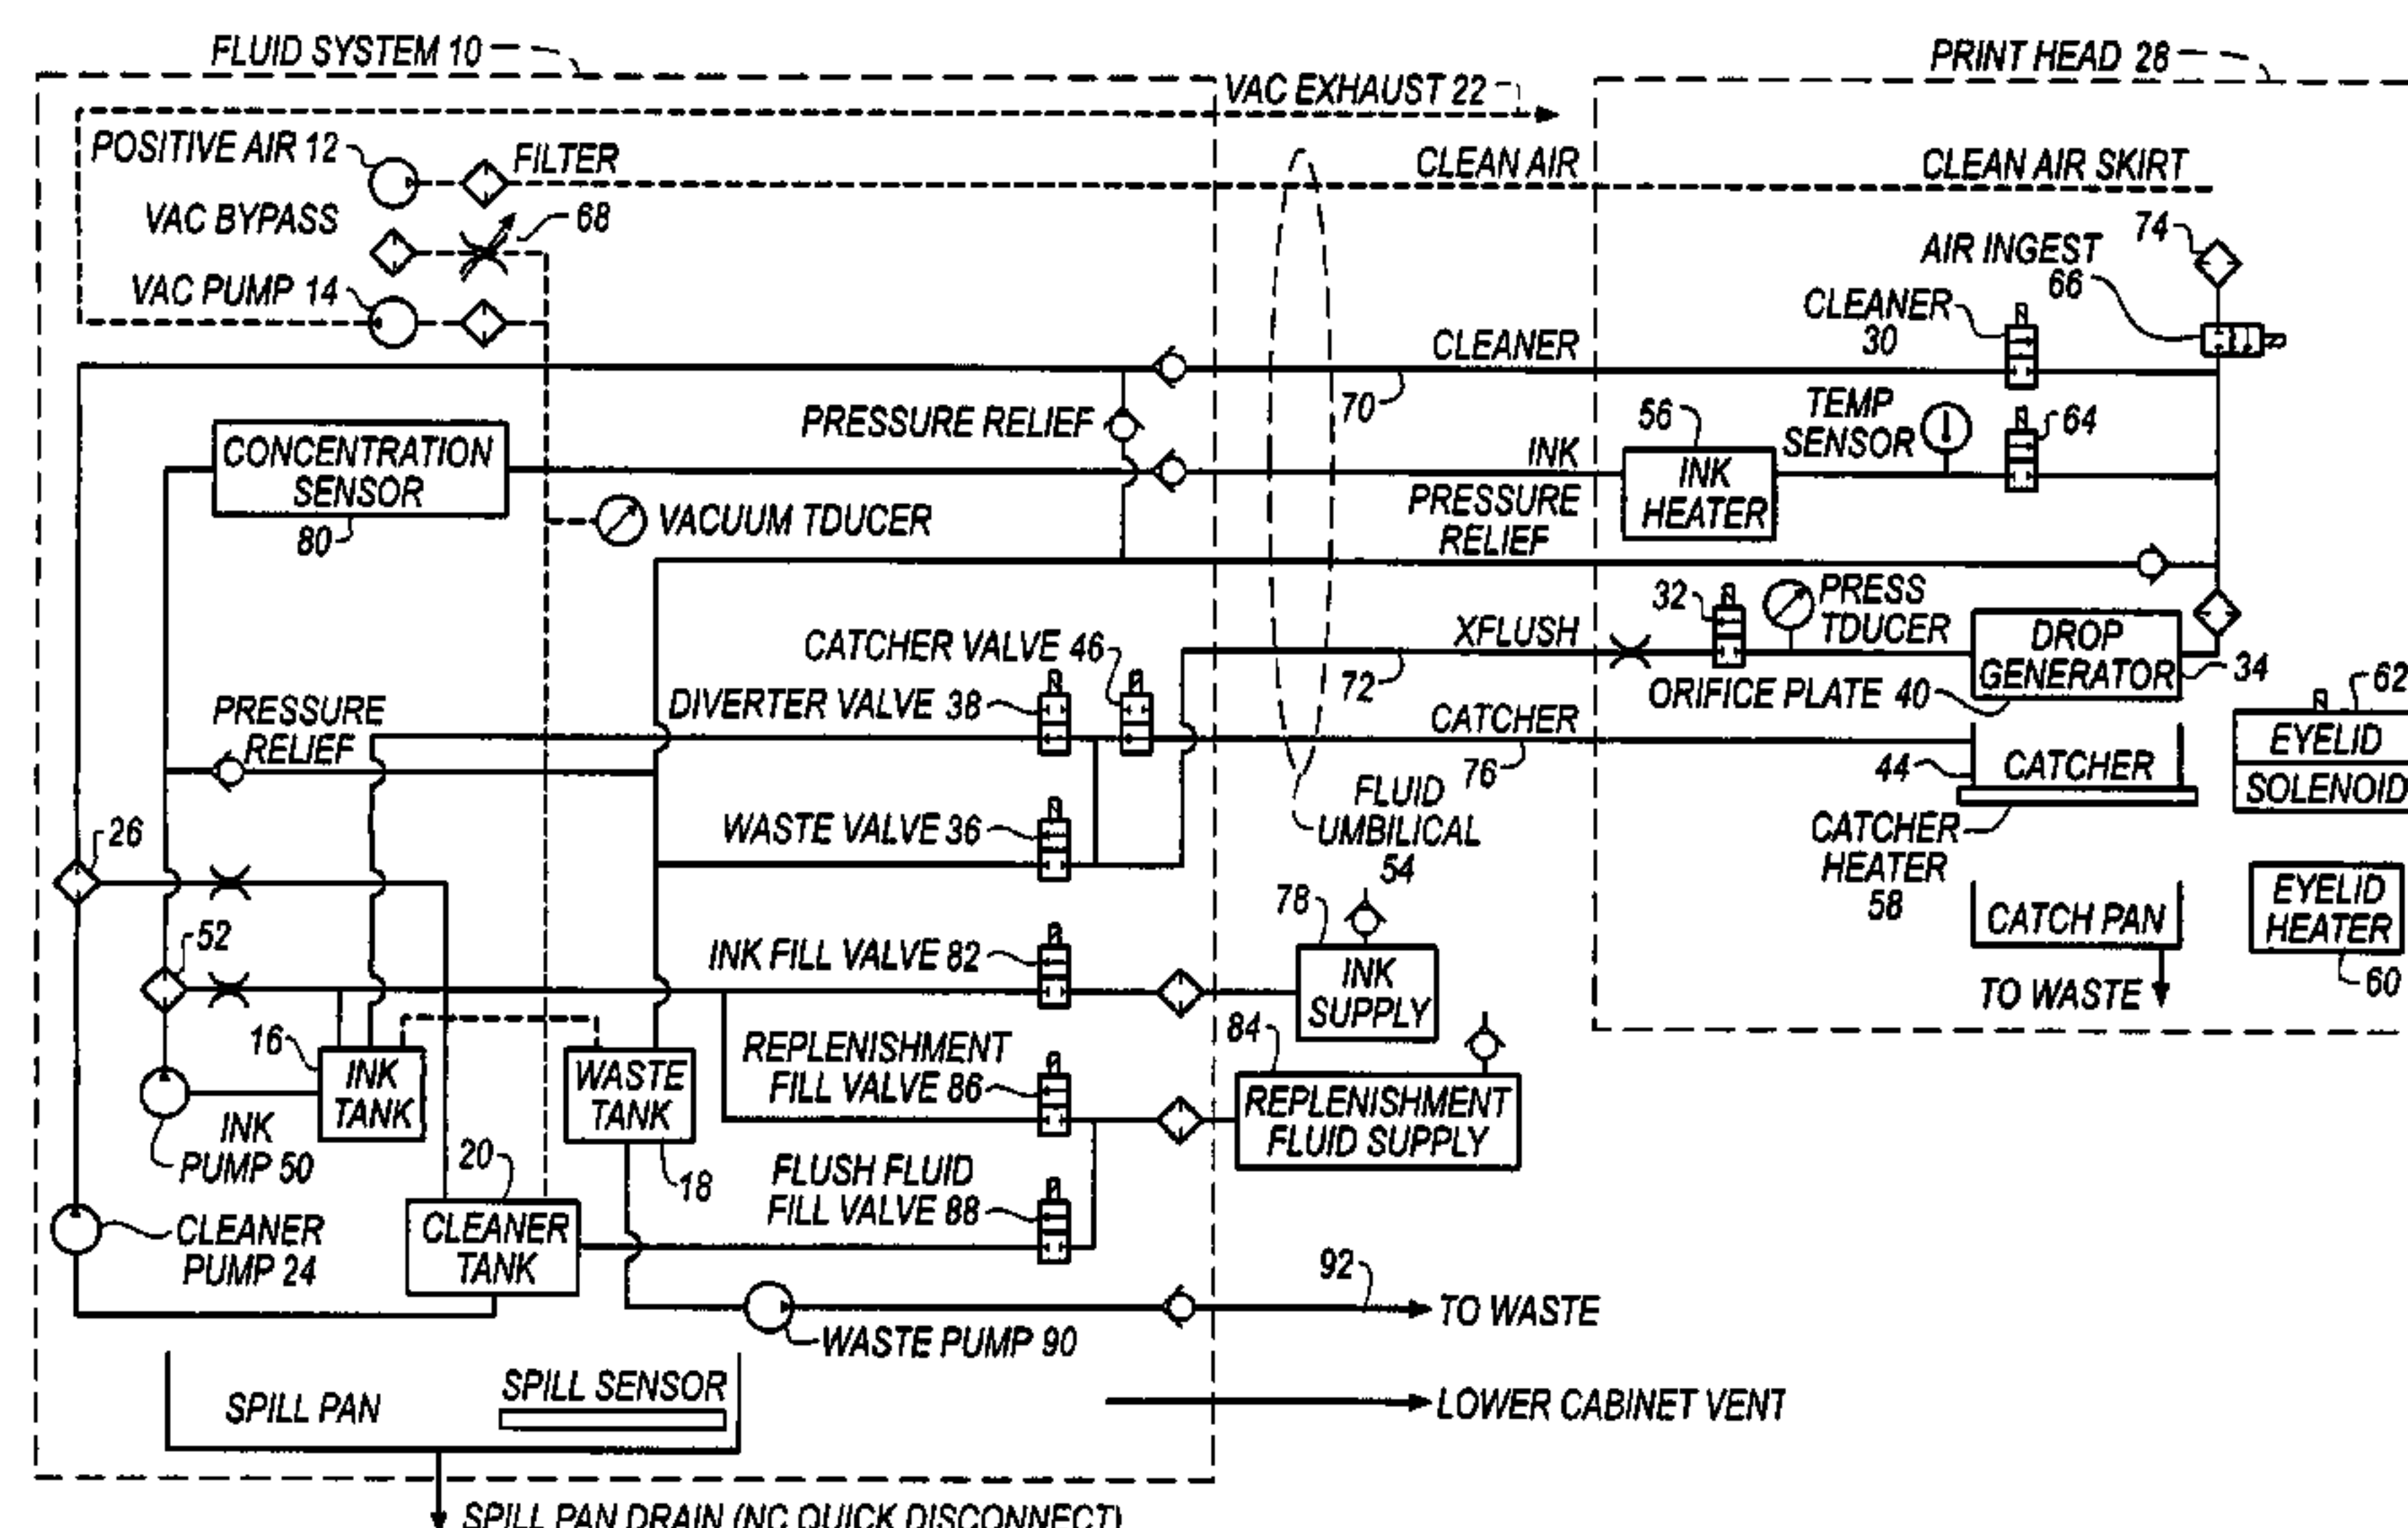 FLUID SYSTEM 10
PRINT HEAD 28
VAC EXHAUST 22
POSITIVE AIR 12
FILTER
CLEAN AIR
CLEAN AIR SKIRT
VAC BYPASS
68
74
AIR INGEST
66
VAC PUMP 14
CLEANER
30
CLEANER
70
PRESSURE RELIEF
56
TEMP
SENSOR
64
CONCENTRATION
SENSOR
80
INK
INK
HEATER
PRESSURE
RELIEF
VACUUM TDUCER
32
PRESS
TDUCER
CATCHER VALVE 46
XFLUSH
72
DROP
GENERATOR
34
DIVERTER VALVE 38
ORIFICE PLATE 40
62
PRESSURE
RELIEF
CATCHER
76
44
CATCHER
EYELID
SOLENOID
WASTE VALVE 36
FLUID
UMBILICAL
54
CATCHER
HEATER
58
26
78
CATCH PAN
EYELID
HEATER
60
52
INK FILL VALVE 82
INK
SUPPLY
TO WASTE
16
INK
TANK
WASTE
TANK
REPLENISHMENT
FILL VALVE 86
84
REPLENISHMENT
FLUID SUPPLY
INK
PUMP 50
20
18
FLUSH FLUID
FILL VALVE 88
CLEANER
PUMP 24
CLEANER
TANK
92
TO WASTE
WASTE PUMP 90
SPILL PAN
SPILL SENSOR
LOWER CABINET VENT
SPILL PAN DRAIN (NC QUICK DISCONNECT)